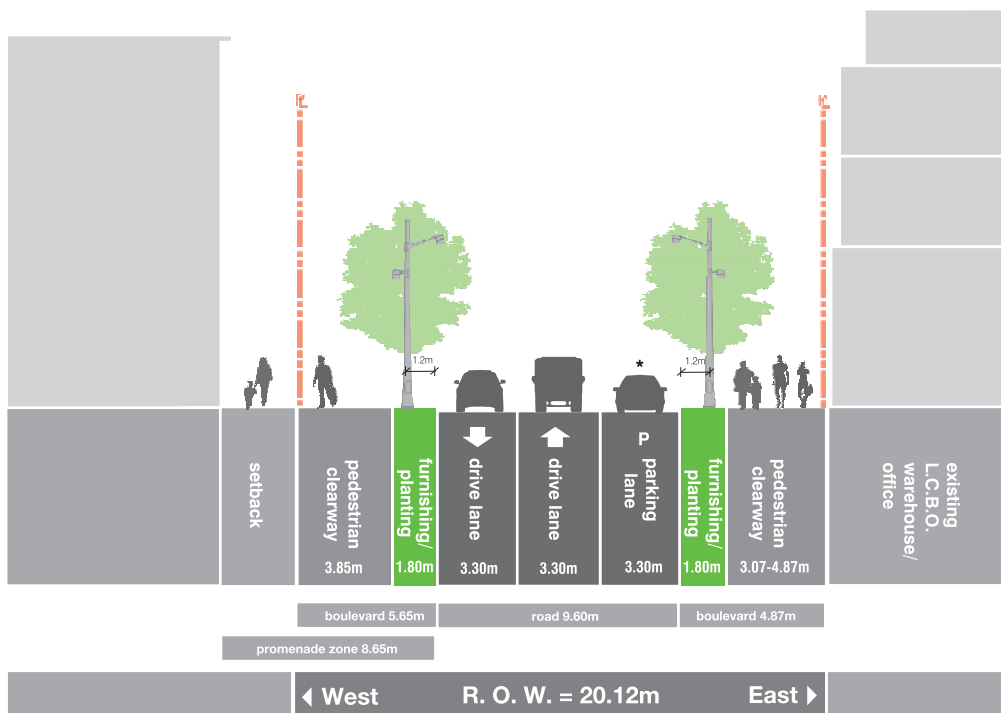 1.2m
1.2m
*
P
setback
pedestrian
clearway
3.85m
furnishing/
planting
1.80m
drive lane
3.30m
drive lane
3.30m
parking
lane
3.30m
furnishing/
planting
1.80m
pedestrian
clearway
3.07-4.87m
existing
L.C.B.O.
warehouse/
office
boulevard 5.65m
road 9.60m
boulevard 4.87m
promenade zone 8.65m
West
R. O. W. = 20.12m
East